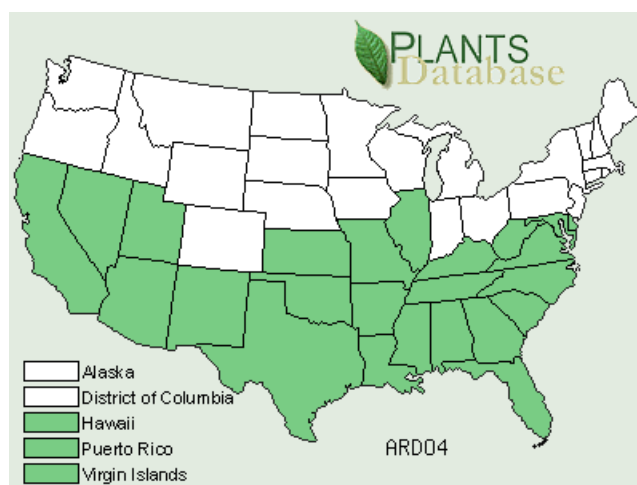 PLANTS
Database
Alaska
District of Columbia
Hawaii
Puerto Rico
Virgin Islands
ARDO4